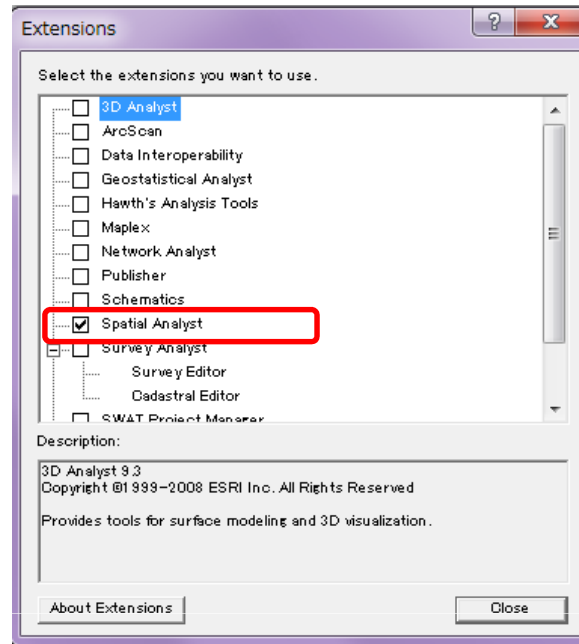 Extensions
Select the extensions you want to use.
3D Analyst
ArcScan
Data Interoperability
Geostatistical Analyst
Hawth's Analysis Tools
Maplex
Network Analyst
Publisher
Schematics
Spatial Analyst
Survey Analyst
Survey Editor
Cadastral Editor
SWAT Project Manager
Description:
3D Analyst 9.3
Copyright ©1999-2008 ESRI Inc. All Rights Reserved
Provides tools for surface modeling and 3D visualization.
About Extensions
Close